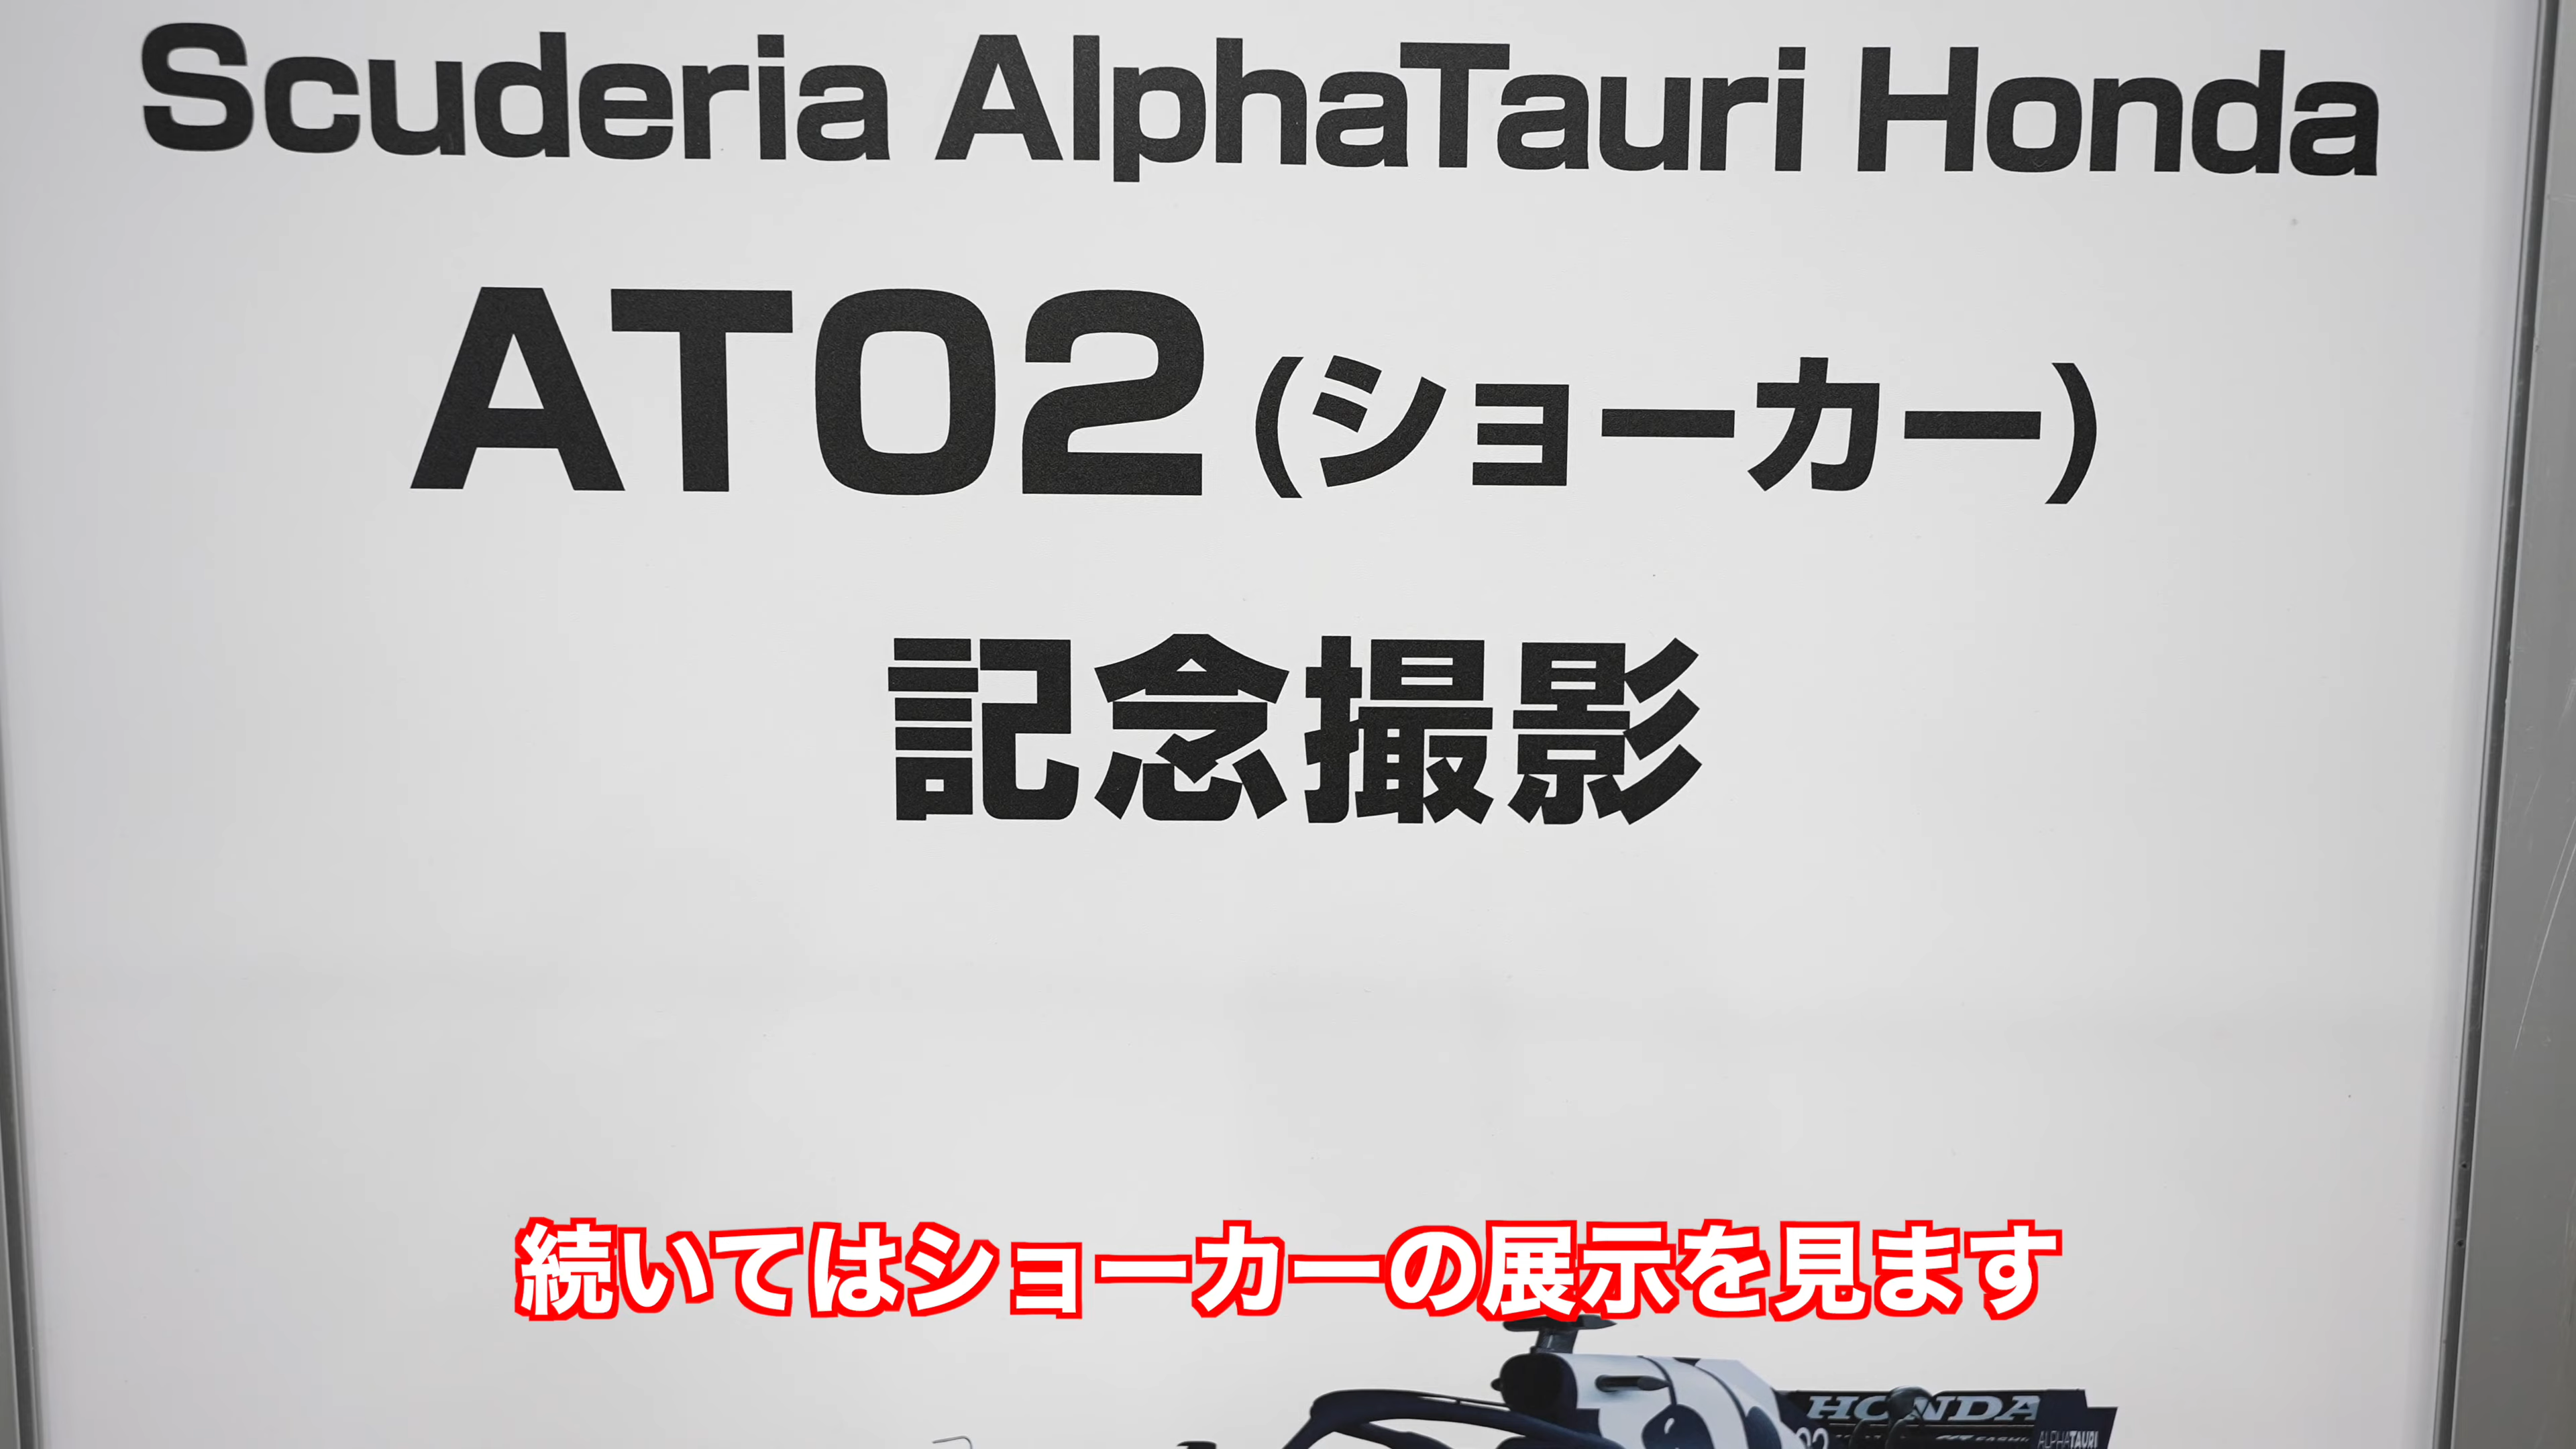 Scuderia AlphaTauri Honda
AT02 (ショーカー)
記念撮影
続いてはショーカーの展示を見ます
HONDA
ALPHATAURI